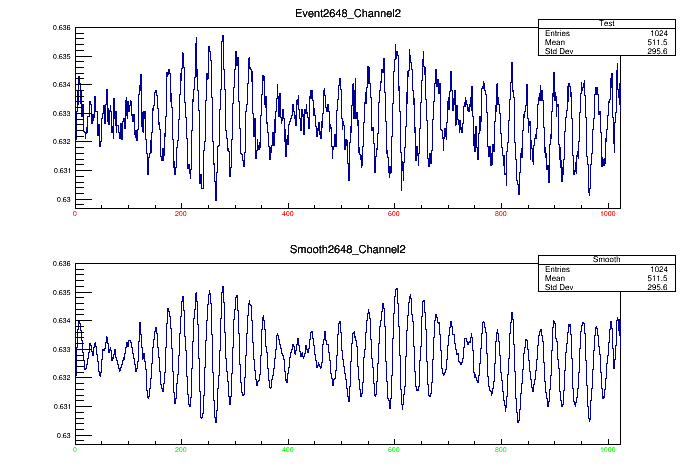 Event2648_Channel2
Test
Entries 1024
Mean 511.5
Std Dev 295.6
0.636
0.635
0.634
0.633
0.632
0.631
0.63
0 200 400 600 800 1000
Smooth2648_Channel2
Smooth
Entries 1024
Mean 511.5
Std Dev 295.6
0.636
0.635
0.634
0.633
0.632
0.631
0.63
0 200 400 600 800 1000